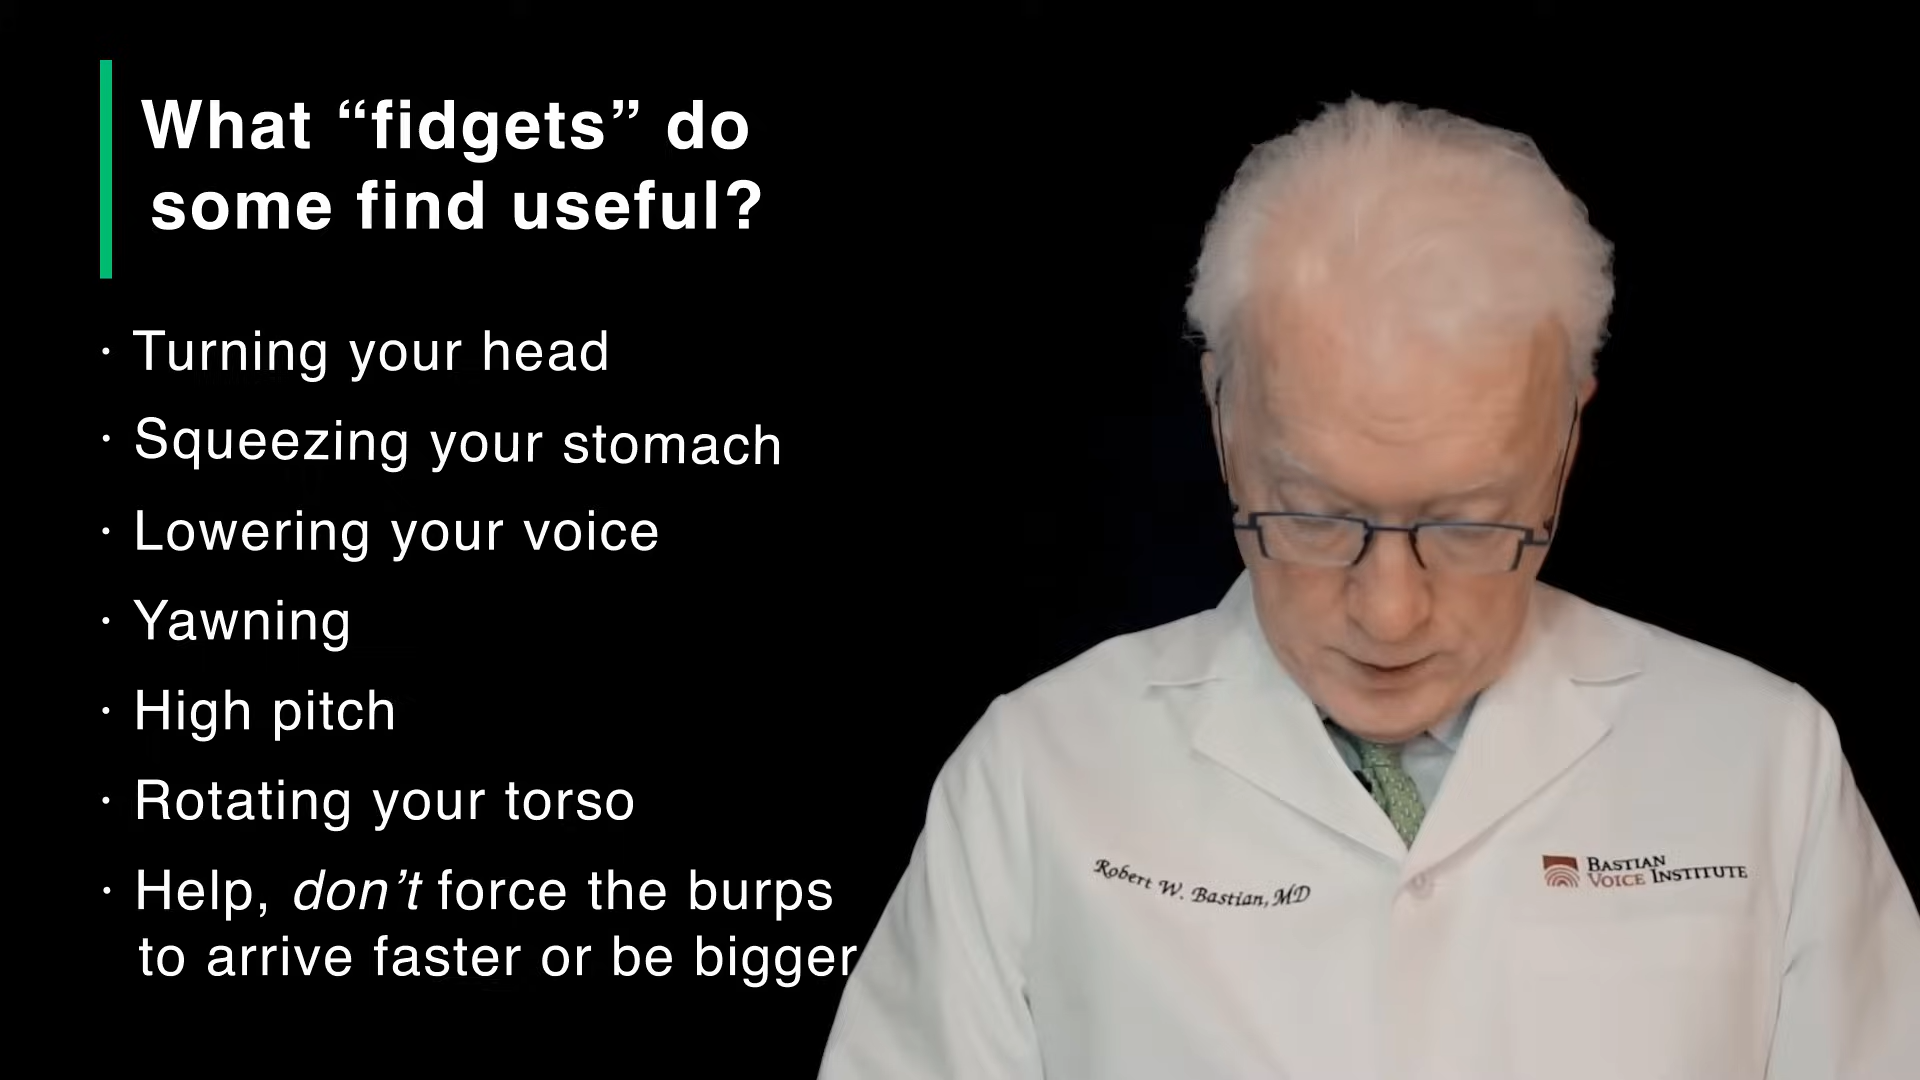 What “fidgets” do
some find useful?
· Turning your head
· Squeezing your stomach
· Lowering your voice
· Yawning
· High pitch
· Rotating your torso
· Help, don’t force the burps
to arrive faster or be bigger
Robert W. Bastian, MD
BASTIAN
VOICE INSTITUTE